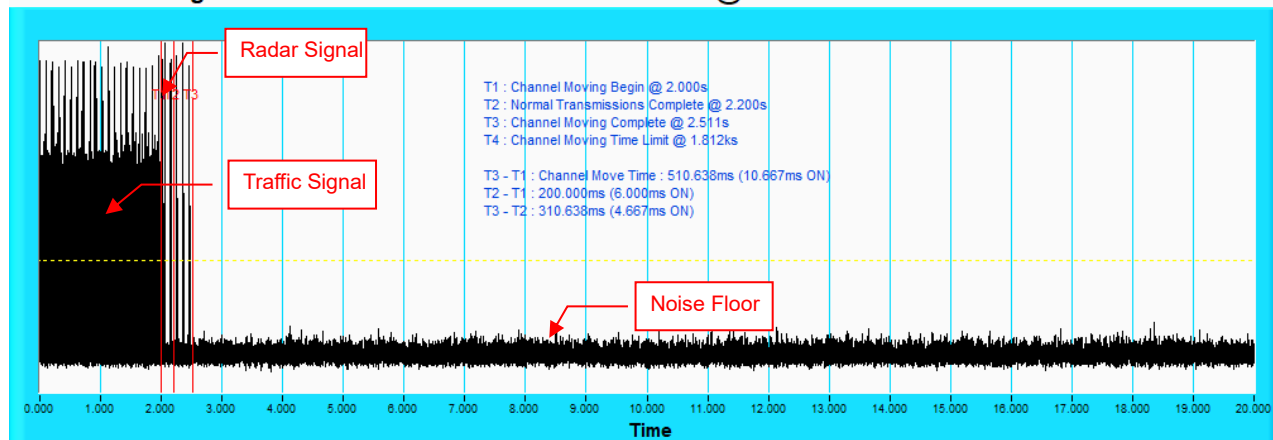 Radar Signal
T1 : Channel Moving Begin @ 2.000s
T2 : Normal Transmissions Complete @ 2.200s
T3 : Channel Moving Complete @ 2.511s
T4 : Channel Moving Time Limit @ 1.812ks
T3 - T1 : Channel Move Time : 510.638ms (10.667ms ON)
T2 - T1 : 200.000ms (6.000ms ON)
T3 - T2 : 310.638ms (4.667ms ON)
T3
Traffic Signal
Noise Floor
0.000 1.000 2.000 3.000 4.000 5.000 6.000 7.000 8.000 9.000 10.000 11.000 12.000 13.000 14.000 15.000 16.000 17.000 18.000 19.000 20.000
Time